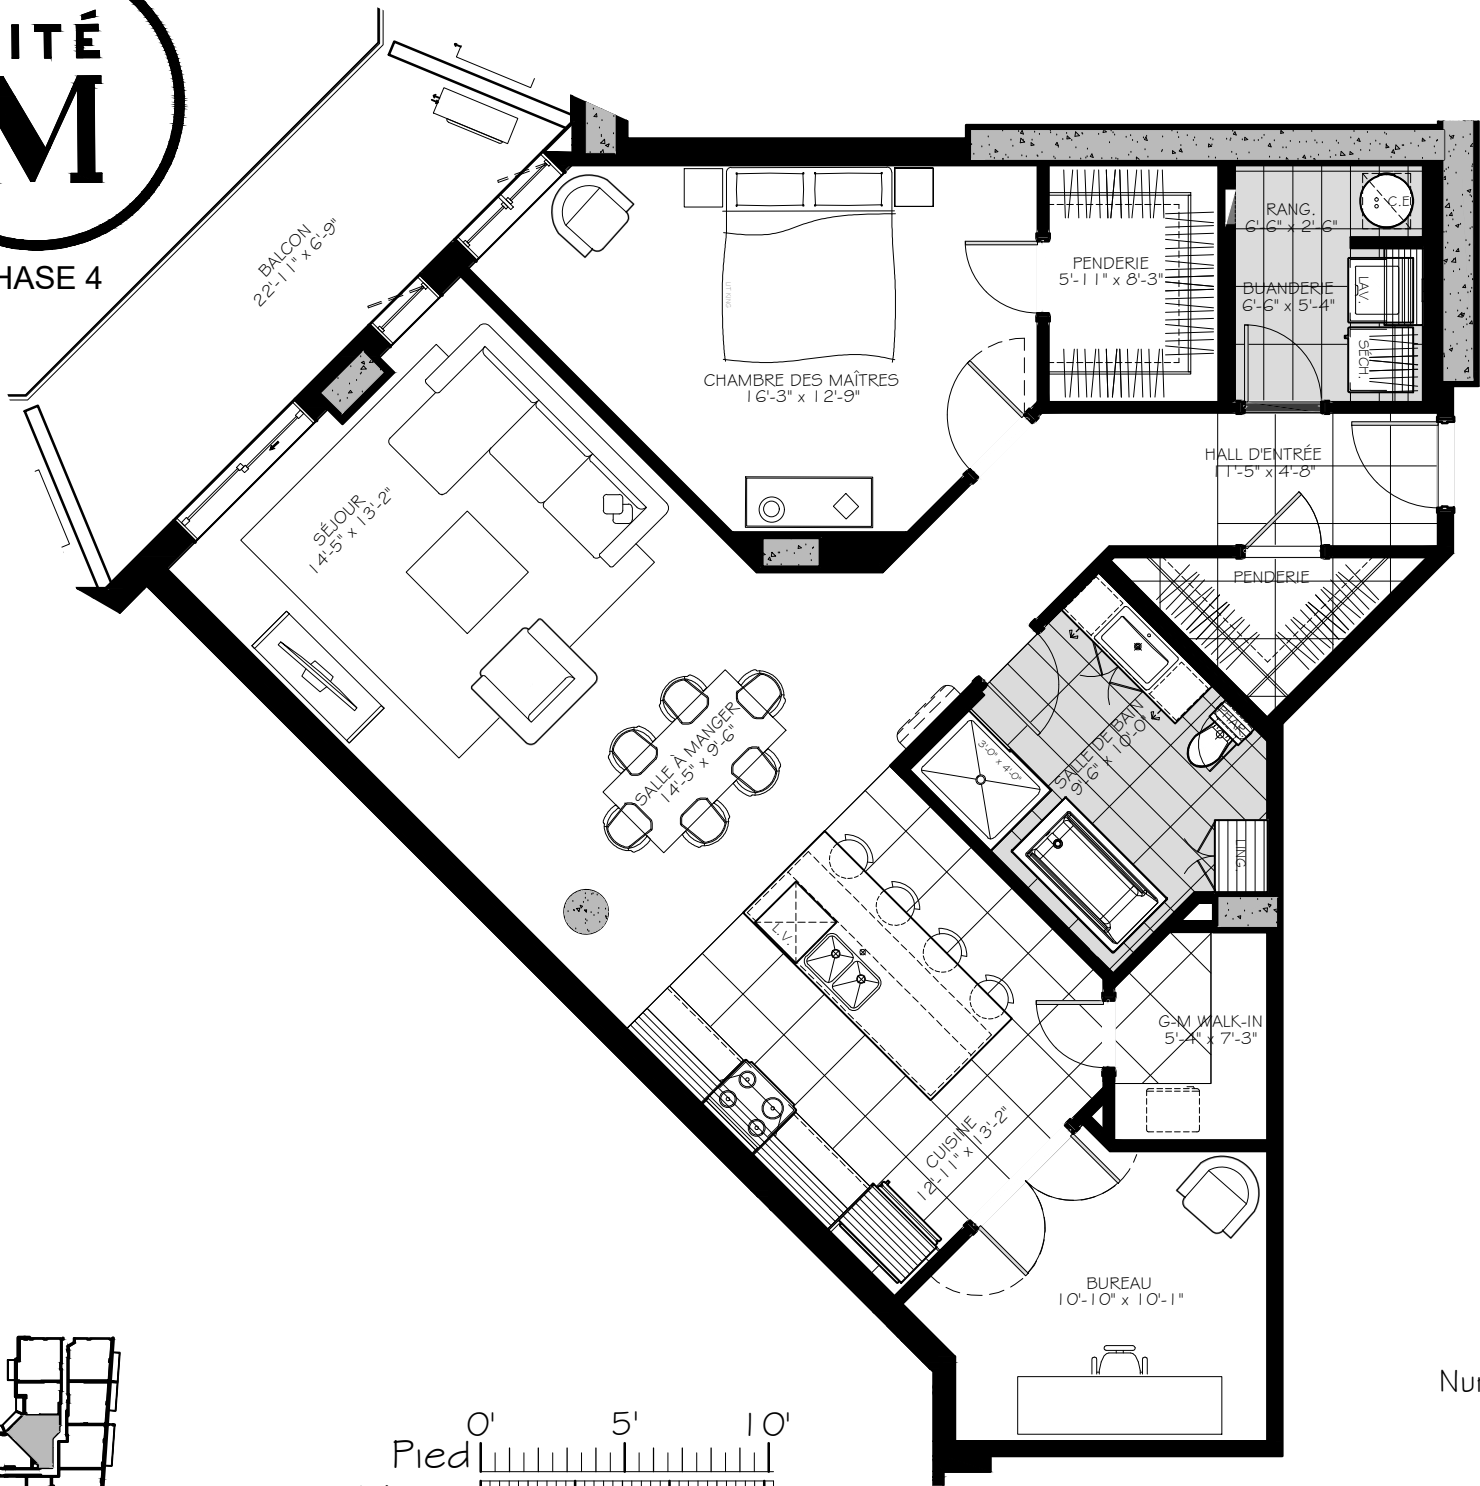 ITÉ
M
HASE 4
BALCON
22'-11" x 6'-9"
RANG.
6'-6" x 2'-6"
C.E
PENDERIE
5'-11" x 8'-3"
BUANDERIE
6'-6" x 5'-4"
LAV.
SÉCH.
CHAMBRE DES MAÎTRES
16'-3" x 12'-9"
HALL D'ENTRÉE
11'-5" x 4'-8"
SÉJOUR
14'-5" x 13'-2"
PENDERIE
SALLE À MANGER
14'-5" x 9'-6"
SALLE DE BAIN
9'-6" x 10'-0"
PHAR.
3'-0" x 4'-0"
LING.
L.V.
G-M WALK-IN
5'-4" x 7'-3"
CUISINE
12'-11" x 13'-2"
BUREAU
10'-10" x 10'-1"
0' 5' 10'
Pied